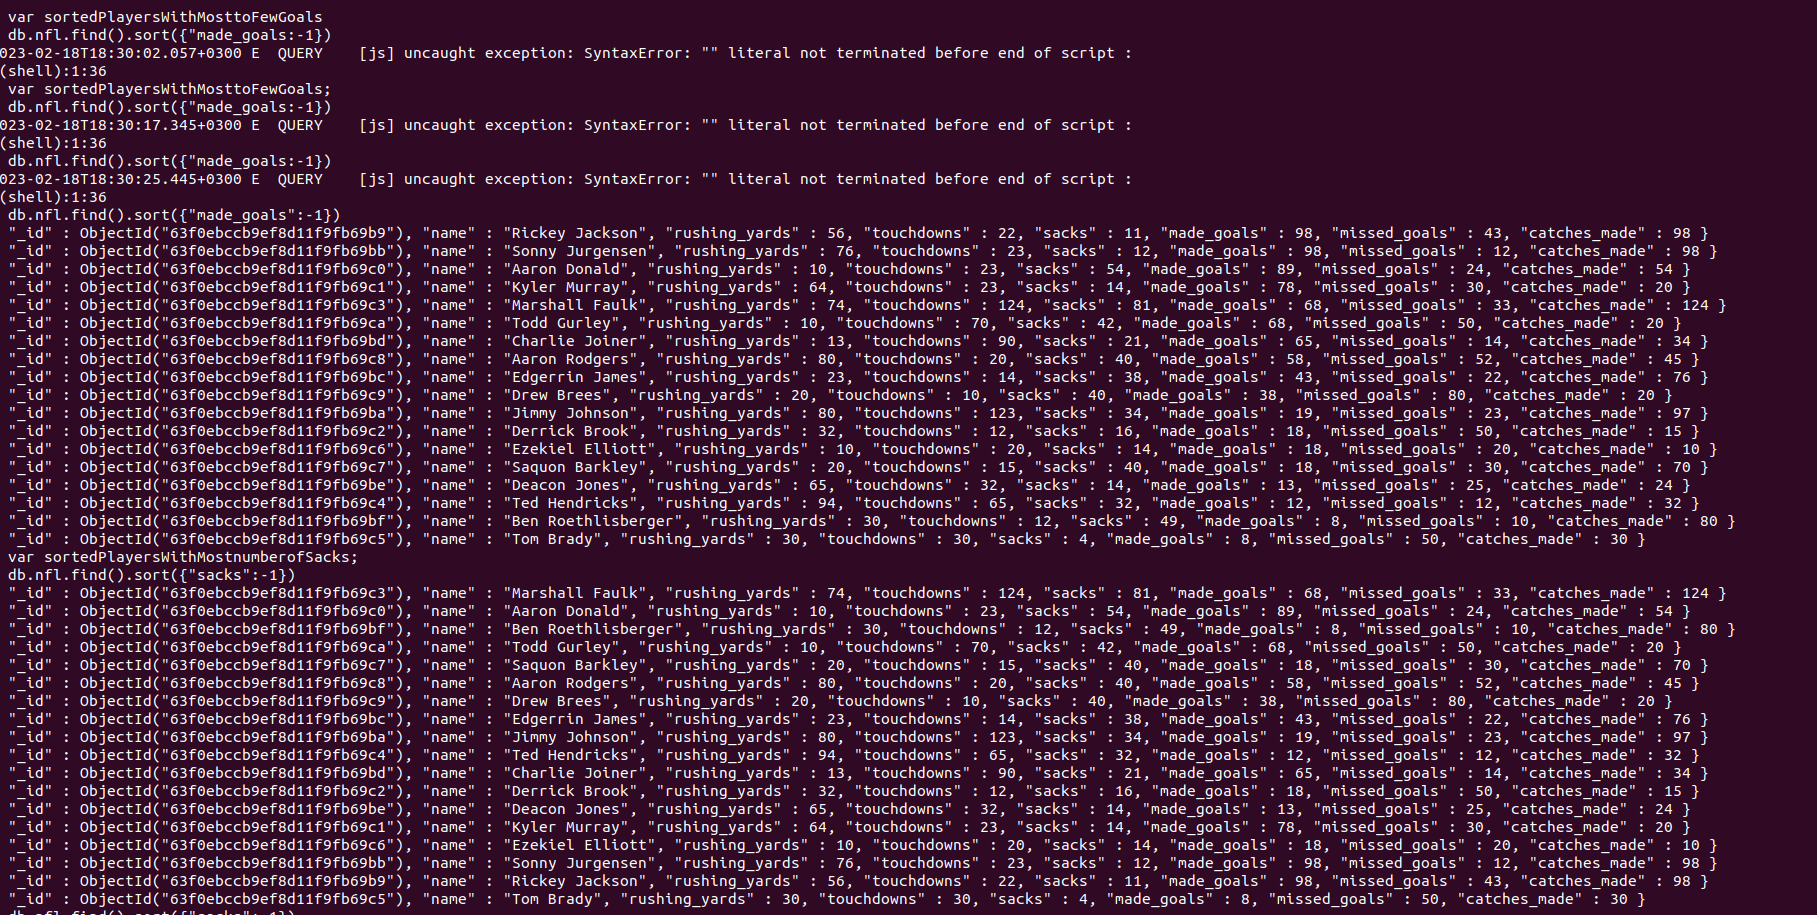 var sortedPlayersWithMosttoFewGoals
db.nfl.find().sort({"made_goals:-1})
023-02-18T18:30:02.057+0300 E  QUERY    [js] uncaught exception: SyntaxError: "" literal not terminated before end of script :
(shell):1:36
var sortedPlayersWithMosttoFewGoals;
db.nfl.find().sort({"made_goals:-1})
023-02-18T18:30:17.345+0300 E  QUERY    [js] uncaught exception: SyntaxError: "" literal not terminated before end of script :
(shell):1:36
db.nfl.find().sort({"made_goals:-1})
023-02-18T18:30:25.445+0300 E  QUERY    [js] uncaught exception: SyntaxError: "" literal not terminated before end of script :
(shell):1:36
db.nfl.find().sort({"made_goals":-1})
"_id" : ObjectId("63f0ebccb9ef8d11f9fb69b9"), "name" : "Rickey Jackson", "rushing_yards" : 56, "touchdowns" : 22, "sacks" : 11, "made_goals" : 98, "missed_goals" : 43, "catches_made" : 98 }
"_id" : ObjectId("63f0ebccb9ef8d11f9fb69bb"), "name" : "Sonny Jurgensen", "rushing_yards" : 76, "touchdowns" : 23, "sacks" : 12, "made_goals" : 98, "missed_goals" : 12, "catches_made" : 98 }
"_id" : ObjectId("63f0ebccb9ef8d11f9fb69c0"), "name" : "Aaron Donald", "rushing_yards" : 10, "touchdowns" : 23, "sacks" : 54, "made_goals" : 89, "missed_goals" : 24, "catches_made" : 54 }
"_id" : ObjectId("63f0ebccb9ef8d11f9fb69c1"), "name" : "Kyler Murray", "rushing_yards" : 64, "touchdowns" : 23, "sacks" : 14, "made_goals" : 78, "missed_goals" : 30, "catches_made" : 20 }
"_id" : ObjectId("63f0ebccb9ef8d11f9fb69c3"), "name" : "Marshall Faulk", "rushing_yards" : 74, "touchdowns" : 124, "sacks" : 81, "made_goals" : 68, "missed_goals" : 33, "catches_made" : 124 }
"_id" : ObjectId("63f0ebccb9ef8d11f9fb69ca"), "name" : "Todd Gurley", "rushing_yards" : 10, "touchdowns" : 70, "sacks" : 42, "made_goals" : 68, "missed_goals" : 50, "catches_made" : 20 }
"_id" : ObjectId("63f0ebccb9ef8d11f9fb69bd"), "name" : "Charlie Joiner", "rushing_yards" : 13, "touchdowns" : 90, "sacks" : 21, "made_goals" : 65, "missed_goals" : 14, "catches_made" : 34 }
"_id" : ObjectId("63f0ebccb9ef8d11f9fb69c8"), "name" : "Aaron Rodgers", "rushing_yards" : 80, "touchdowns" : 20, "sacks" : 40, "made_goals" : 58, "missed_goals" : 52, "catches_made" : 45 }
"_id" : ObjectId("63f0ebccb9ef8d11f9fb69bc"), "name" : "Edgerrin James", "rushing_yards" : 23, "touchdowns" : 14, "sacks" : 38, "made_goals" : 43, "missed_goals" : 22, "catches_made" : 76 }
"_id" : ObjectId("63f0ebccb9ef8d11f9fb69c9"), "name" : "Drew Brees", "rushing_yards" : 20, "touchdowns" : 10, "sacks" : 40, "made_goals" : 38, "missed_goals" : 80, "catches_made" : 20 }
"_id" : ObjectId("63f0ebccb9ef8d11f9fb69ba"), "name" : "Jimmy Johnson", "rushing_yards" : 80, "touchdowns" : 123, "sacks" : 34, "made_goals" : 19, "missed_goals" : 23, "catches_made" : 97 }
"_id" : ObjectId("63f0ebccb9ef8d11f9fb69c2"), "name" : "Derrick Brook", "rushing_yards" : 32, "touchdowns" : 12, "sacks" : 16, "made_goals" : 18, "missed_goals" : 50, "catches_made" : 15 }
"_id" : ObjectId("63f0ebccb9ef8d11f9fb69c6"), "name" : "Ezekiel Elliott", "rushing_yards" : 10, "touchdowns" : 20, "sacks" : 14, "made_goals" : 18, "missed_goals" : 20, "catches_made" : 10 }
"_id" : ObjectId("63f0ebccb9ef8d11f9fb69c7"), "name" : "Saquon Barkley", "rushing_yards" : 20, "touchdowns" : 15, "sacks" : 40, "made_goals" : 18, "missed_goals" : 30, "catches_made" : 70 }
"_id" : ObjectId("63f0ebccb9ef8d11f9fb69be"), "name" : "Deacon Jones", "rushing_yards" : 65, "touchdowns" : 32, "sacks" : 14, "made_goals" : 13, "missed_goals" : 25, "catches_made" : 24 }
"_id" : ObjectId("63f0ebccb9ef8d11f9fb69c4"), "name" : "Ted Hendricks", "rushing_yards" : 94, "touchdowns" : 65, "sacks" : 32, "made_goals" : 12, "missed_goals" : 12, "catches_made" : 32 }
"_id" : ObjectId("63f0ebccb9ef8d11f9fb69bf"), "name" : "Ben Roethlisberger", "rushing_yards" : 30, "touchdowns" : 12, "sacks" : 49, "made_goals" : 8, "missed_goals" : 10, "catches_made" : 80 }
"_id" : ObjectId("63f0ebccb9ef8d11f9fb69c5"), "name" : "Tom Brady", "rushing_yards" : 30, "touchdowns" : 30, "sacks" : 4, "made_goals" : 8, "missed_goals" : 50, "catches_made" : 30 }
var sortedPlayersWithMostnumberofSacks;
db.nfl.find().sort({"sacks":-1})
"_id" : ObjectId("63f0ebccb9ef8d11f9fb69c3"), "name" : "Marshall Faulk", "rushing_yards" : 74, "touchdowns" : 124, "sacks" : 81, "made_goals" : 68, "missed_goals" : 33, "catches_made" : 124 }
"_id" : ObjectId("63f0ebccb9ef8d11f9fb69c0"), "name" : "Aaron Donald", "rushing_yards" : 10, "touchdowns" : 23, "sacks" : 54, "made_goals" : 89, "missed_goals" : 24, "catches_made" : 54 }
"_id" : ObjectId("63f0ebccb9ef8d11f9fb69bf"), "name" : "Ben Roethlisberger", "rushing_yards" : 30, "touchdowns" : 12, "sacks" : 49, "made_goals" : 8, "missed_goals" : 10, "catches_made" : 80 }
"_id" : ObjectId("63f0ebccb9ef8d11f9fb69ca"), "name" : "Todd Gurley", "rushing_yards" : 10, "touchdowns" : 70, "sacks" : 42, "made_goals" : 68, "missed_goals" : 50, "catches_made" : 20 }
"_id" : ObjectId("63f0ebccb9ef8d11f9fb69c7"), "name" : "Saquon Barkley", "rushing_yards" : 20, "touchdowns" : 15, "sacks" : 40, "made_goals" : 18, "missed_goals" : 30, "catches_made" : 70 }
"_id" : ObjectId("63f0ebccb9ef8d11f9fb69c8"), "name" : "Aaron Rodgers", "rushing_yards" : 80, "touchdowns" : 20, "sacks" : 40, "made_goals" : 58, "missed_goals" : 52, "catches_made" : 45 }
"_id" : ObjectId("63f0ebccb9ef8d11f9fb69c9"), "name" : "Drew Brees", "rushing_yards" : 20, "touchdowns" : 10, "sacks" : 40, "made_goals" : 38, "missed_goals" : 80, "catches_made" : 20 }
"_id" : ObjectId("63f0ebccb9ef8d11f9fb69bc"), "name" : "Edgerrin James", "rushing_yards" : 23, "touchdowns" : 14, "sacks" : 38, "made_goals" : 43, "missed_goals" : 22, "catches_made" : 76 }
"_id" : ObjectId("63f0ebccb9ef8d11f9fb69ba"), "name" : "Jimmy Johnson", "rushing_yards" : 80, "touchdowns" : 123, "sacks" : 34, "made_goals" : 19, "missed_goals" : 23, "catches_made" : 97 }
"_id" : ObjectId("63f0ebccb9ef8d11f9fb69c4"), "name" : "Ted Hendricks", "rushing_yards" : 94, "touchdowns" : 65, "sacks" : 32, "made_goals" : 12, "missed_goals" : 12, "catches_made" : 32 }
"_id" : ObjectId("63f0ebccb9ef8d11f9fb69bd"), "name" : "Charlie Joiner", "rushing_yards" : 13, "touchdowns" : 90, "sacks" : 21, "made_goals" : 65, "missed_goals" : 14, "catches_made" : 34 }
"_id" : ObjectId("63f0ebccb9ef8d11f9fb69c2"), "name" : "Derrick Brook", "rushing_yards" : 32, "touchdowns" : 12, "sacks" : 16, "made_goals" : 18, "missed_goals" : 50, "catches_made" : 15 }
"_id" : ObjectId("63f0ebccb9ef8d11f9fb69be"), "name" : "Deacon Jones", "rushing_yards" : 65, "touchdowns" : 32, "sacks" : 14, "made_goals" : 13, "missed_goals" : 25, "catches_made" : 24 }
"_id" : ObjectId("63f0ebccb9ef8d11f9fb69c1"), "name" : "Kyler Murray", "rushing_yards" : 64, "touchdowns" : 23, "sacks" : 14, "made_goals" : 78, "missed_goals" : 30, "catches_made" : 20 }
"_id" : ObjectId("63f0ebccb9ef8d11f9fb69c6"), "name" : "Ezekiel Elliott", "rushing_yards" : 10, "touchdowns" : 20, "sacks" : 14, "made_goals" : 18, "missed_goals" : 20, "catches_made" : 10 }
"_id" : ObjectId("63f0ebccb9ef8d11f9fb69bb"), "name" : "Sonny Jurgensen", "rushing_yards" : 76, "touchdowns" : 23, "sacks" : 12, "made_goals" : 98, "missed_goals" : 12, "catches_made" : 98 }
"_id" : ObjectId("63f0ebccb9ef8d11f9fb69b9"), "name" : "Rickey Jackson", "rushing_yards" : 56, "touchdowns" : 22, "sacks" : 11, "made_goals" : 98, "missed_goals" : 43, "catches_made" : 98 }
"_id" : ObjectId("63f0ebccb9ef8d11f9fb69c5"), "name" : "Tom Brady", "rushing_yards" : 30, "touchdowns" : 30, "sacks" : 4, "made_goals" : 8, "missed_goals" : 50, "catches_made" : 30 }
db.nfl.find().sort({"sacks":-1})